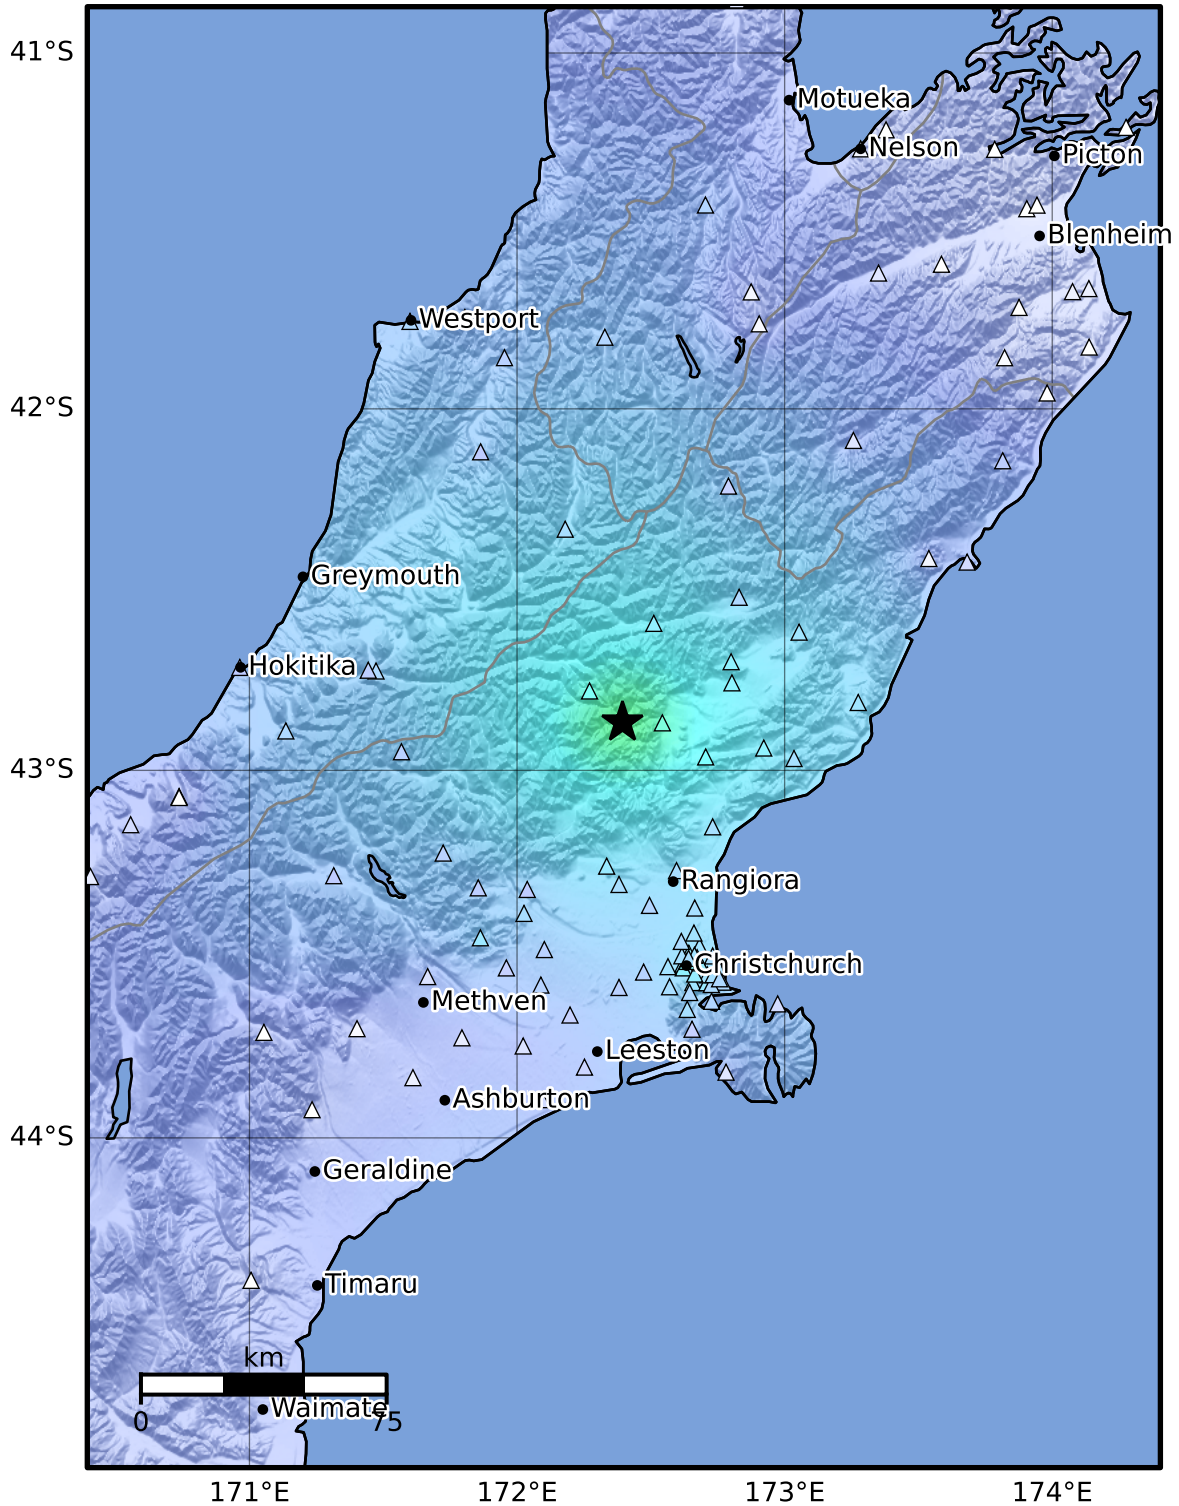 41°S
Motueka
Nelson
Picton
Blenheim
Westport
42°S
Greymouth
Hokitika
43°S
Rangiora
Christchurch
Methven
Leeston
Ashburton
44°S
Geraldine
Timaru
km
Waimate
0 75
171°E 172°E 173°E 174°E